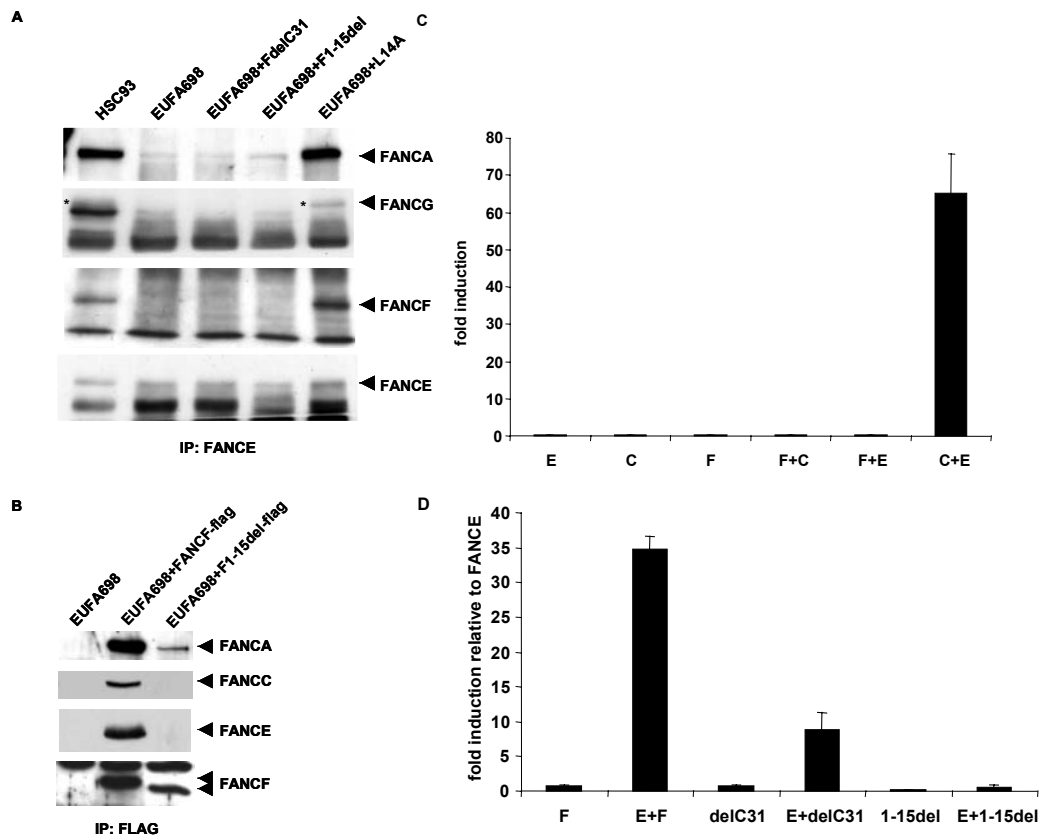 A
HSC93
EUFA698
EUFA698+FdelC31
EUFA698+F1-15del
EUFA698+L14A
FANCA
*
*
FANCG
FANCF
FANCE
IP: FANCE
B
EUFA698
EUFA698+FANCF-flag
EUFA698+F1-15del-flag
FANCA
FANCC
FANCE
FANCF
IP: FLAG
C
fold induction
80
70
60
50
40
30
20
10
0
E C F F+C F+E C+E
D
fold induction relative to FANCE
40
35
30
25
20
15
10
5
0
F E+F delC31 E+delC31 1-15del E+1-15del